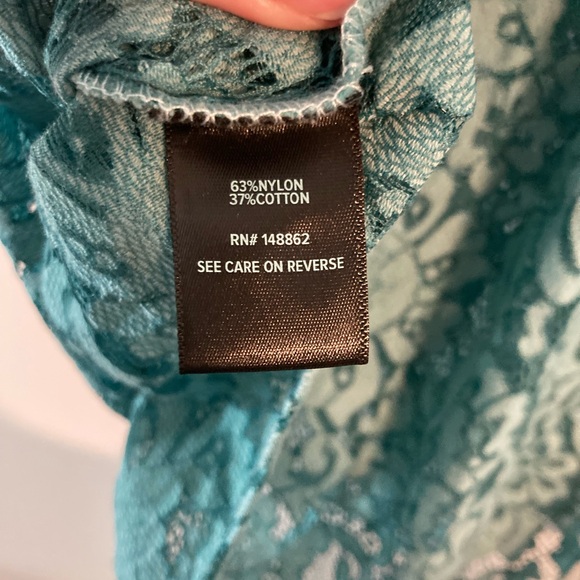 63%NYLON
37%COTTON
RN# 148862
SEE CARE ON REVERSE